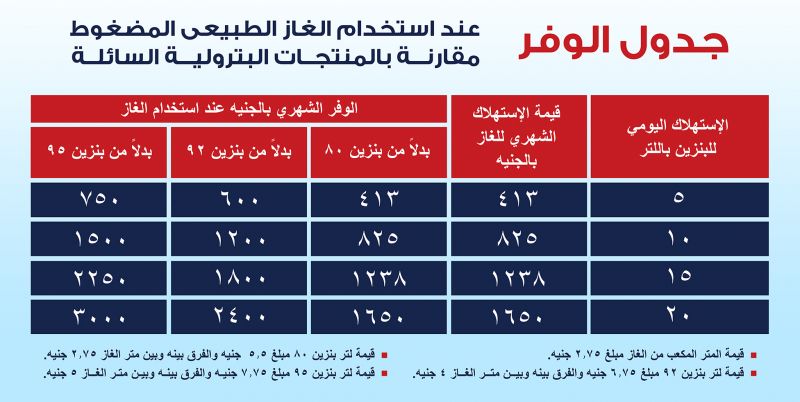 جدول الوفر
عند استخدام الغاز الطبيعى المضغوط
مقارنة بالمنتجات البترولية السائلة
الإستهلاك اليومي
للبنزين باللتر
قيمة الإستهلاك
الشهري للغاز
بالجنيه
الوفر الشهري بالجنيه عند استخدام الغاز
بدلاً من بنزين ٨٠ بدلاً من بنزين ٩٢ بدلاً من بنزين ٩٥
٥ ٤١٣ ٤١٣ ٦٠٠ ٧٥٠
١٠ ٨٢٥ ٨٢٥ ١٢٠٠ ١٥٠٠
١٥ ١٢٣٨ ١٢٣٨ ١٨٠٠ ٢٢٥٠
٢٠ ١٦٥٠ ١٦٥٠ ٢٤٠٠ ٣٠٠٠
قيمة المتر المكعب من الغاز مبلغ ٢,٧٥ جنيه.
قيمة لتر بنزين ٩٢ مبلغ ٦,٧٥ جنيه والفرق بينه وبين متر الغاز ٤ جنيه.
قيمة لتر بنزين ٨٠ مبلغ ٥,٥ جنيه والفرق بينه وبين متر الغاز ٢,٧٥ جنيه.
قيمة لتر بنزين ٩٥ مبلغ ٧,٧٥ جنيه والفرق بينه وبين متر الغاز ٥ جنيه.